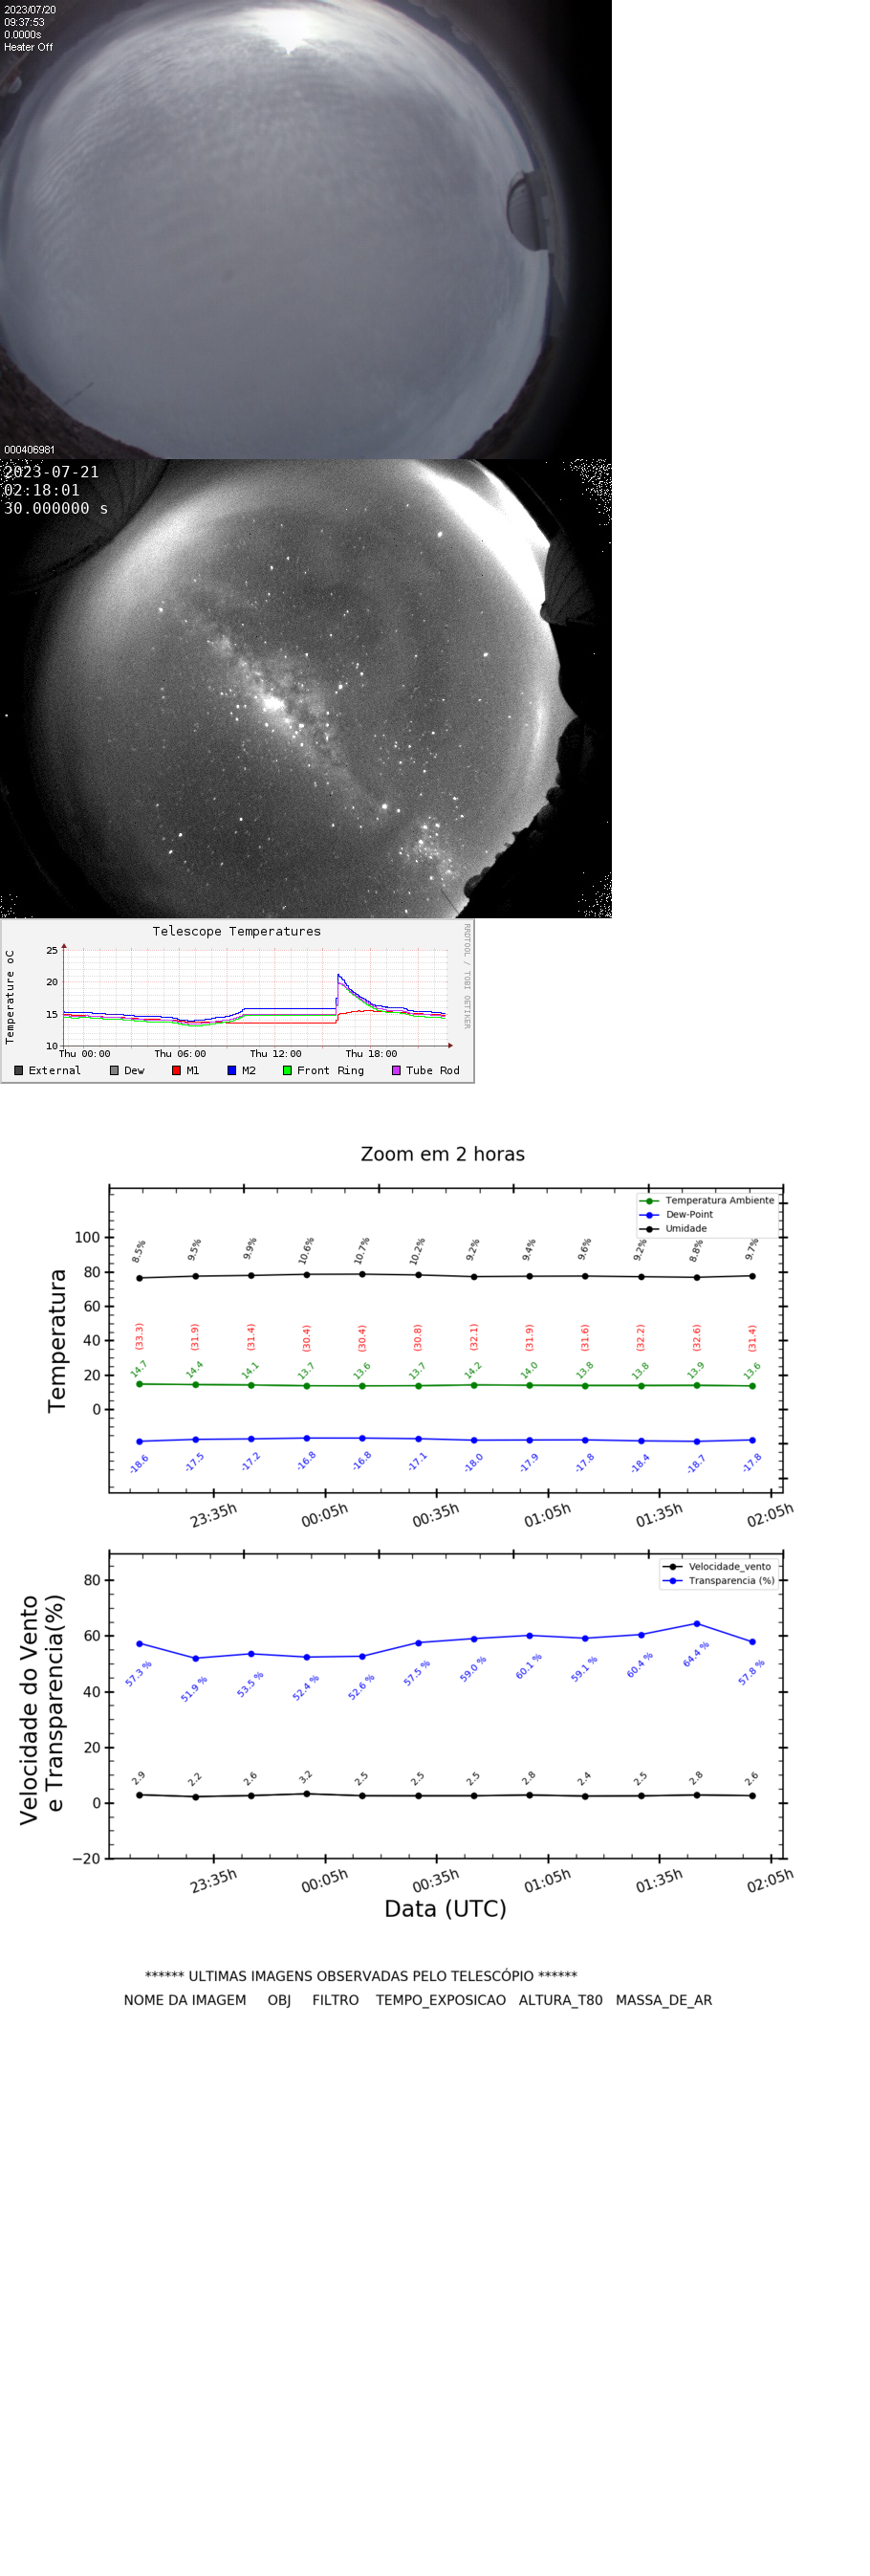 2023/07/20
09:37:53
0.0000s
Heater Off
000406981
2023-07-21
02:18:01
30.000000 s
Telescope Temperatures
RRDTOOL / TOBI OETIKER
Temperature oC
25
20
15
10
Thu 00:00 Thu 06:00 Thu 12:00 Thu 18:00
External Dew M1 M2 Front Ring Tube Rod
Zoom em 2 horas
Temperatura Ambiente
Dew-Point
Umidade
Temperatura
100
80
60
40
20
0
8.5% 9.5% 9.9% 10.6% 10.7% 10.2% 9.2% 9.4% 9.6% 9.2% 8.8% 9.7%
(33.3) (31.9) (31.4) (30.4) (30.4) (30.8) (32.1) (31.9) (31.6) (32.2) (32.6) (31.4)
14.7 14.4 14.1 13.7 13.6 13.7 14.2 14.0 13.8 13.8 13.9 13.6
-18.6 -17.5 -17.2 -16.8 -16.8 -17.1 -18.0 -17.9 -17.8 -18.4 -18.7 -17.8
23:35h 00:05h 00:35h 01:05h 01:35h 02:05h
Velocidade_vento
Transparencia (%)
Velocidade do Vento
e Transparencia(%)
80
60
40
20
0
−20
57.3 % 51.9 % 53.5 % 52.4 % 52.6 % 57.5 % 59.0 % 60.1 % 59.1 % 60.4 % 64.4 % 57.8 %
2.9 2.2 2.6 3.2 2.5 2.5 2.5 2.8 2.4 2.5 2.8 2.6
23:35h 00:05h 00:35h 01:05h 01:35h 02:05h
Data (UTC)
****** ULTIMAS IMAGENS OBSERVADAS PELO TELESCÓPIO ******
NOME DA IMAGEM OBJ FILTRO TEMPO_EXPOSICAO ALTURA_T80 MASSA_DE_AR